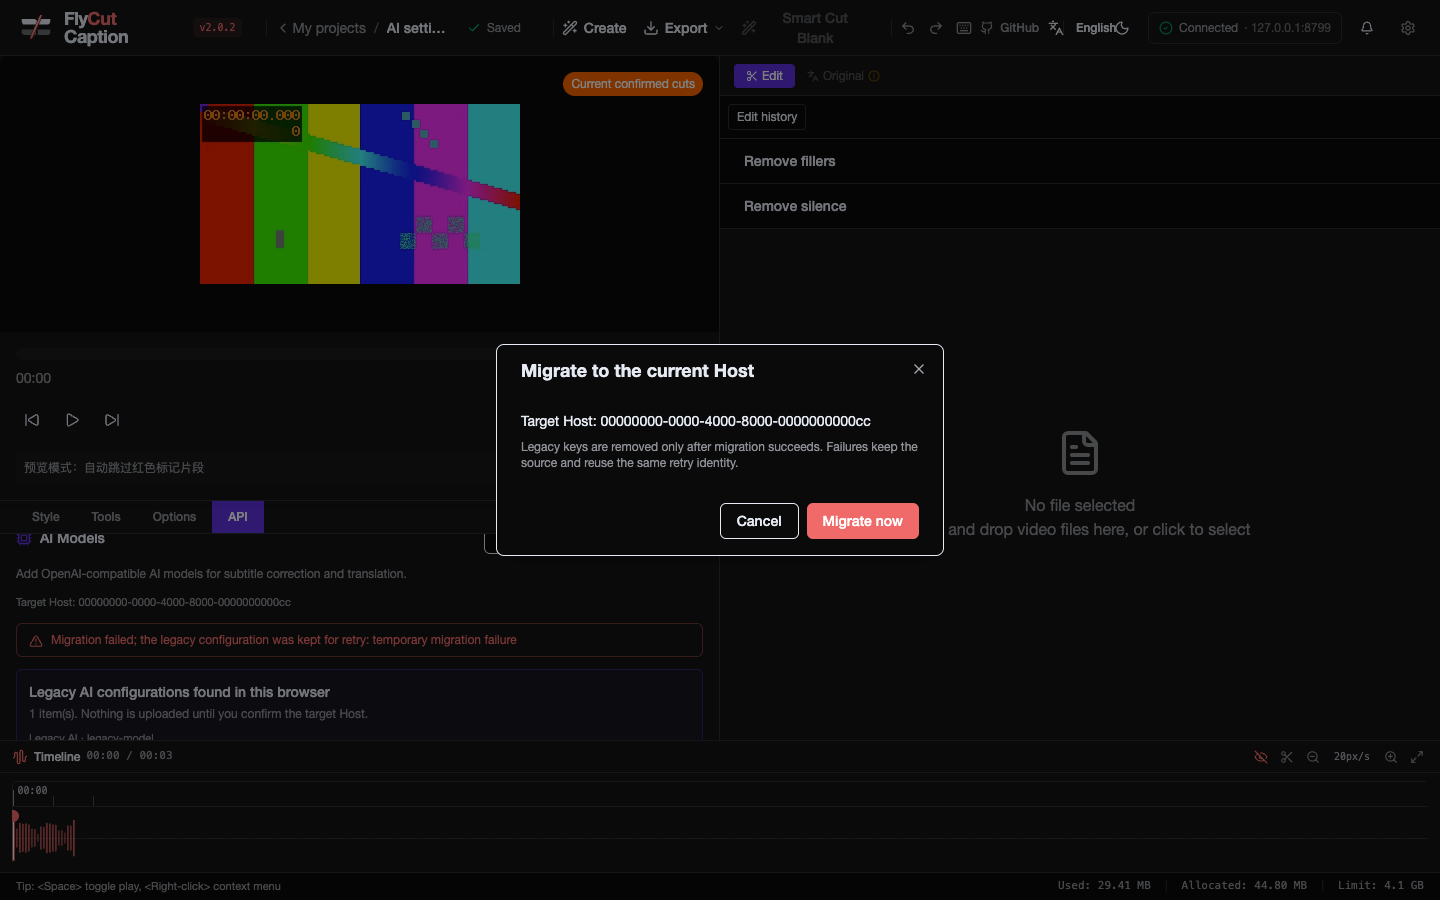 FlyCut Caption
v2.0.2
My projects / AI setti...
Saved
Create
Export
Smart Cut Blank
GitHub
English
Connected · 127.0.0.1:8799
Current confirmed cuts
00:00:00.000
0
Edit
Original
Edit history
Remove fillers
Remove silence
00:00
预览模式：自动跳过红色标记片段
Style
Tools
Options
API
AI Models
Add OpenAI-compatible AI models for subtitle correction and translation.
Target Host: 00000000-0000-4000-8000-0000000000cc
Migration failed; the legacy configuration was kept for retry: temporary migration failure
Legacy AI configurations found in this browser
1 item(s). Nothing is uploaded until you confirm the target Host.
Legacy AI · legacy-model
Migrate to the current Host
Target Host: 00000000-0000-4000-8000-0000000000cc
Legacy keys are removed only after migration succeeds. Failures keep the
source and reuse the same retry identity.
Cancel
Migrate now
No file selected
and drop video files here, or click to select
Timeline
00:00 / 00:03
20px/s
00:00
Tip: <Space> toggle play, <Right-click> context menu
Used: 29.41 MB
Allocated: 44.80 MB
Limit: 4.1 GB